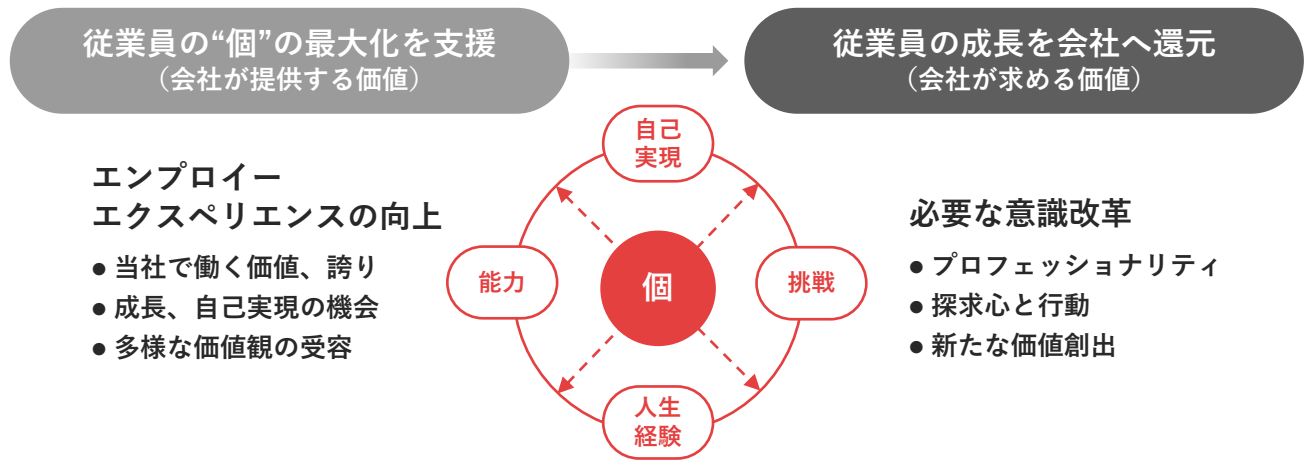 従業員の“個”の最大化を支援
（会社が提供する価値）
従業員の成長を会社へ還元
（会社が求める価値）
エンプロイー
エクスペリエンスの向上
● 当社で働く価値、誇り
● 成長、自己実現の機会
● 多様な価値観の受容
自己
実現
能力
個
挑戦
人生
経験
必要な意識改革
● プロフェッショナリティ
● 探求心と行動
● 新たな価値創出